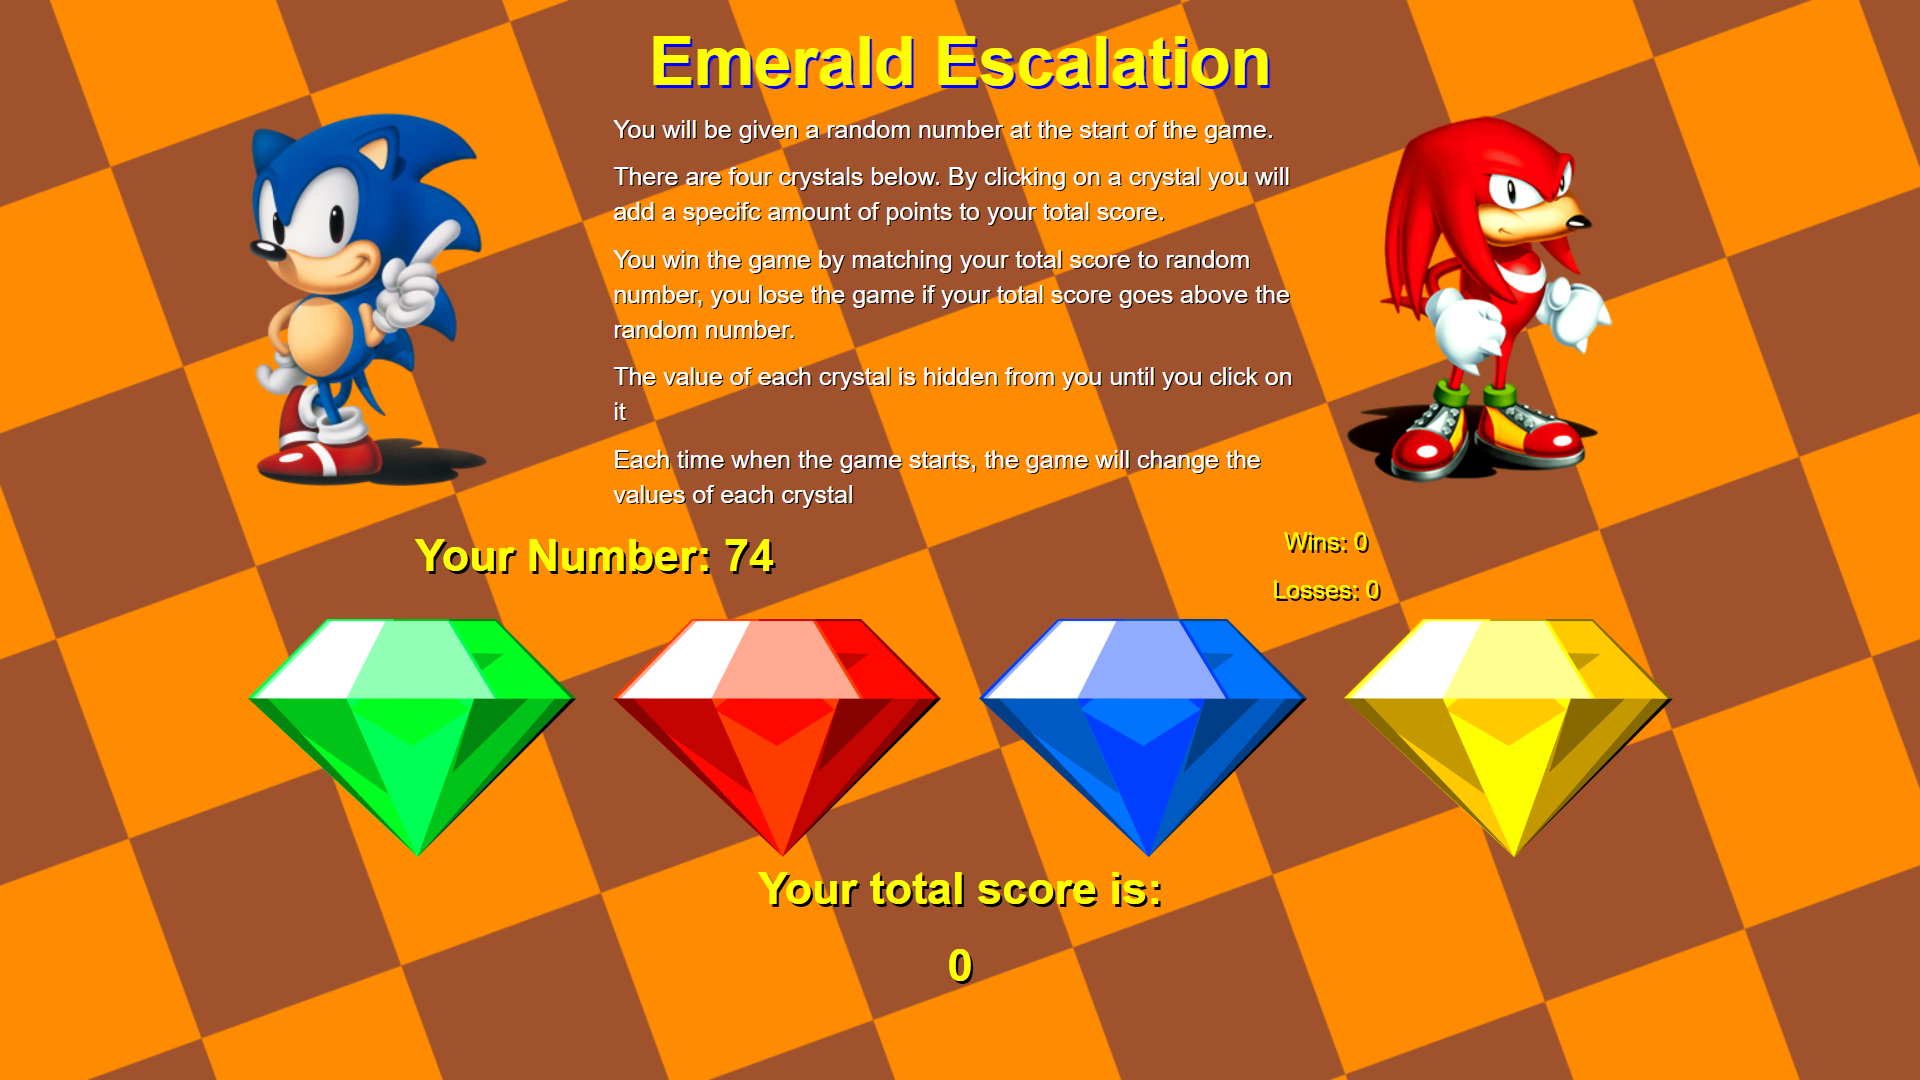 Emerald Escalation
You will be given a random number at the start of the game.
There are four crystals below. By clicking on a crystal you will
add a specifc amount of points to your total score.
You win the game by matching your total score to random
number, you lose the game if your total score goes above the
random number.
The value of each crystal is hidden from you until you click on
it
Each time when the game starts, the game will change the
values of each crystal
Your Number: 74
Wins: 0
Losses: 0
Your total score is:
0